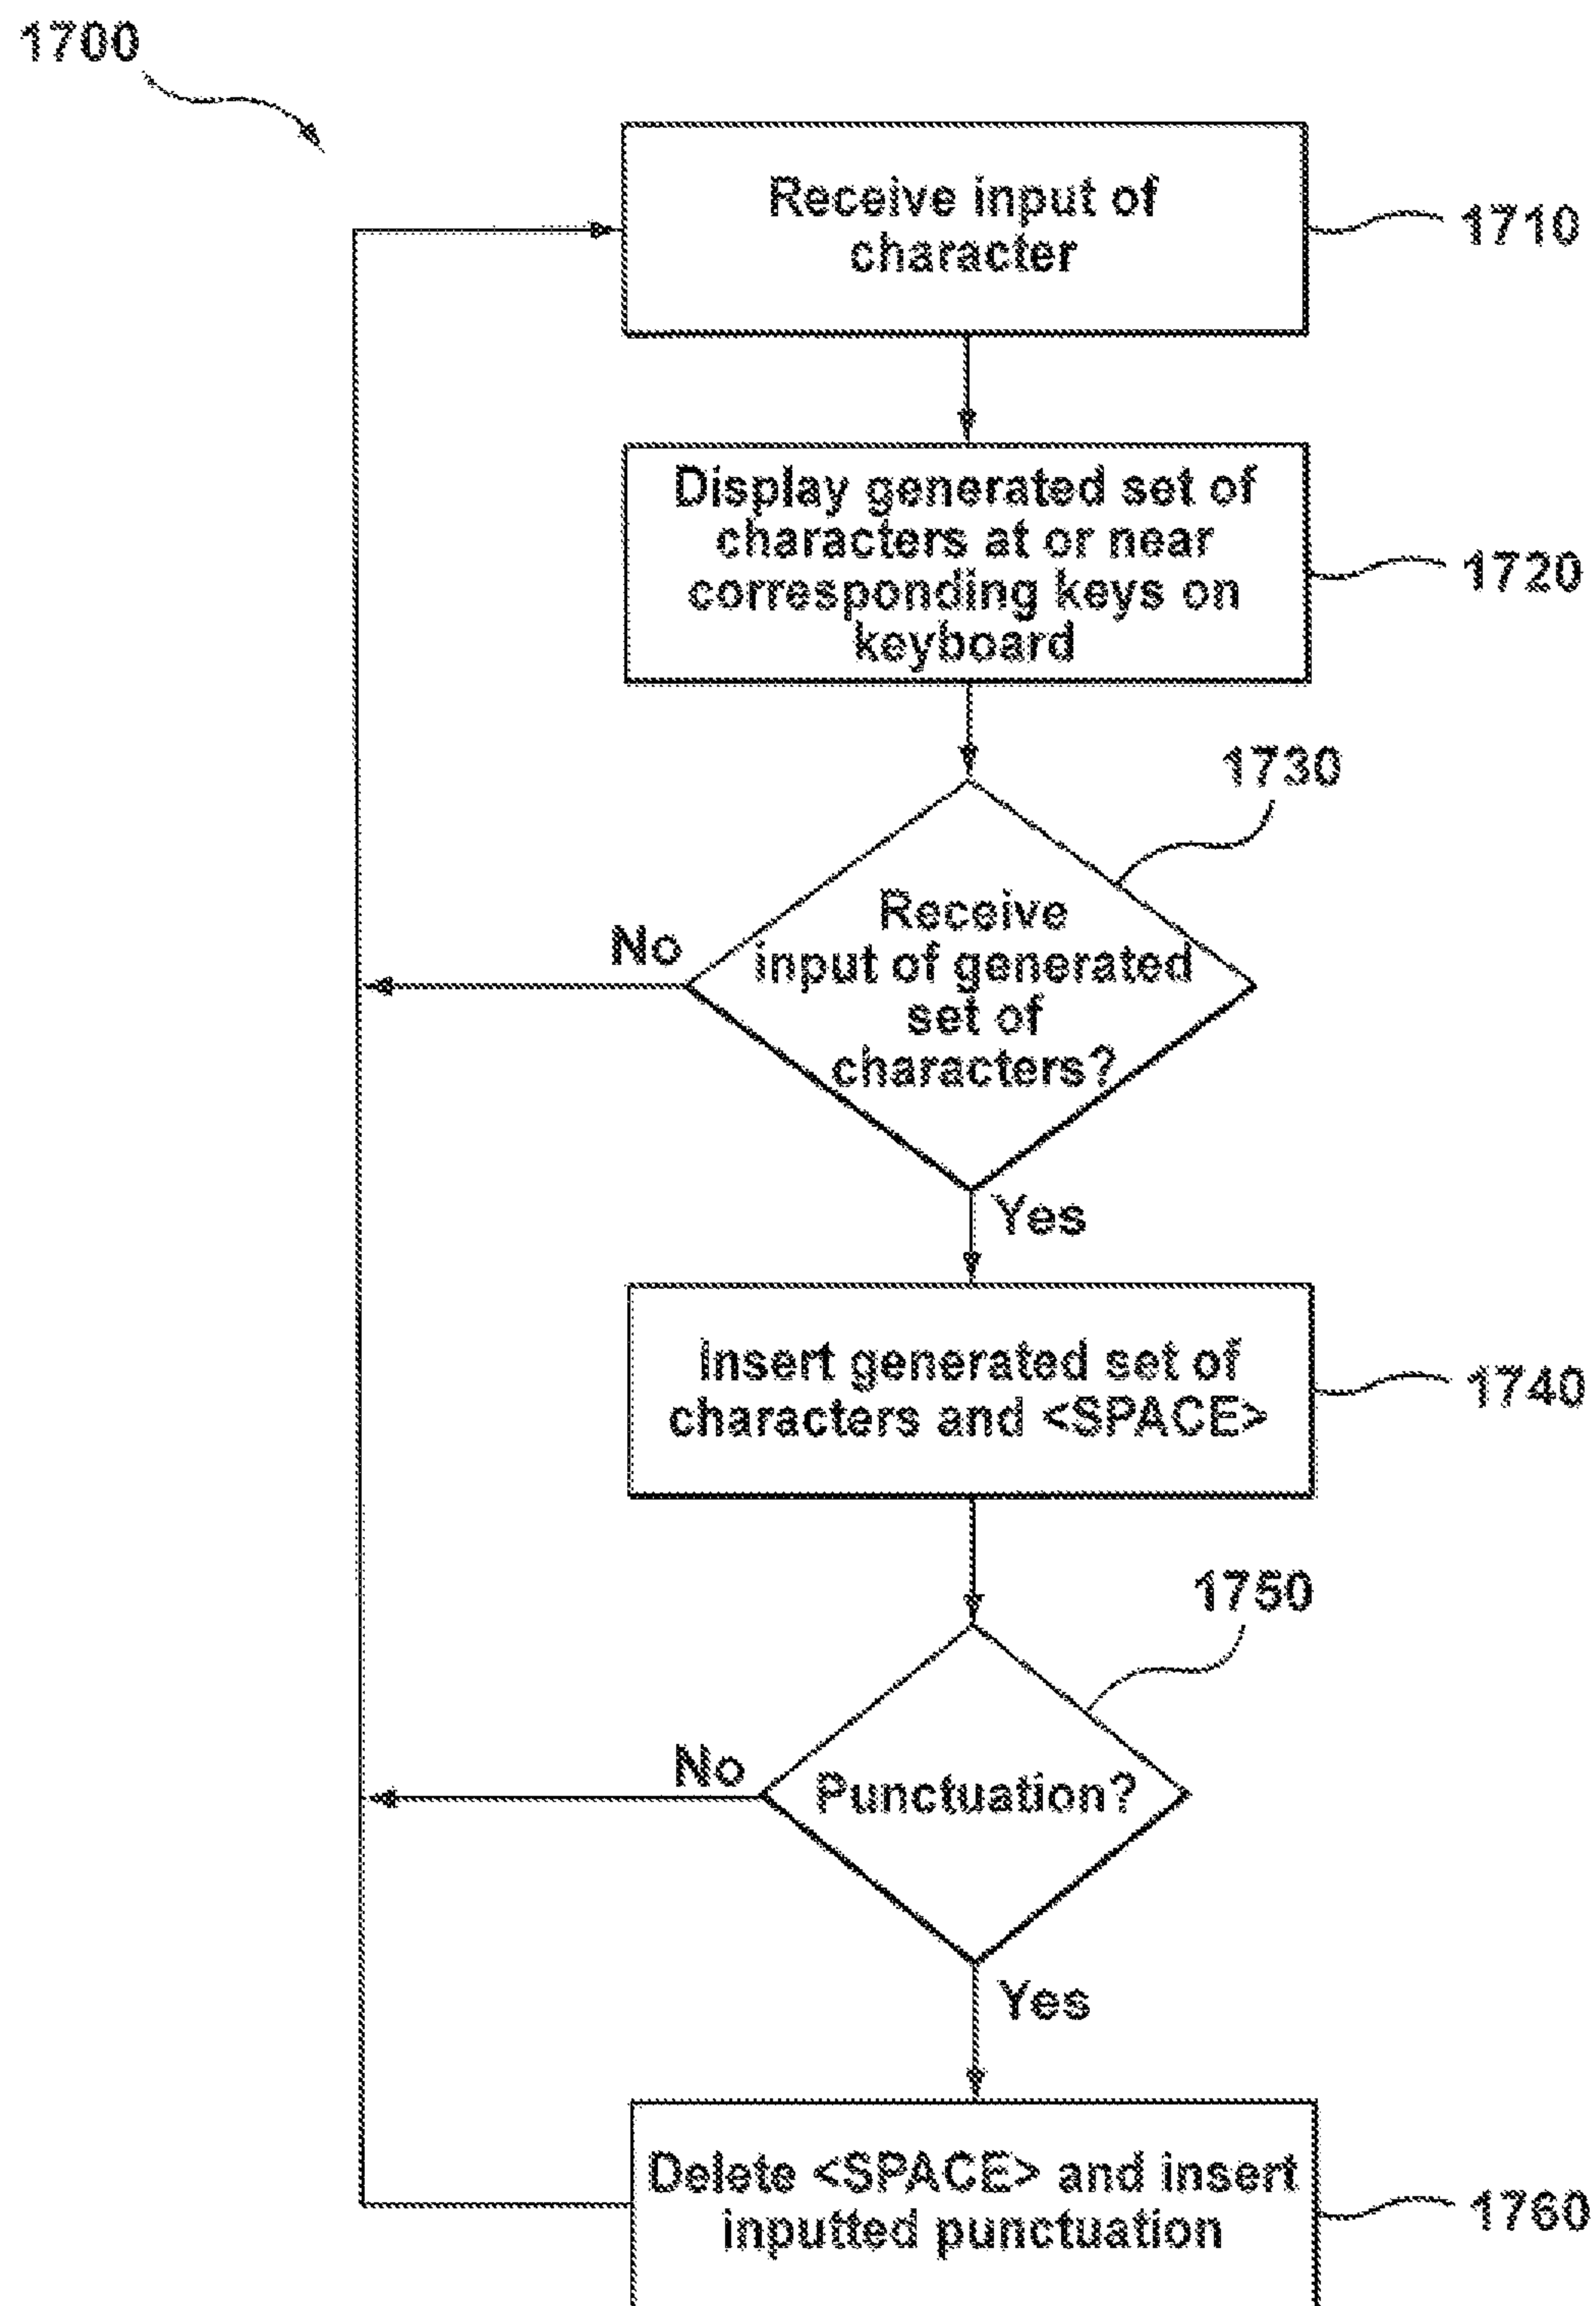 1700
Receive input of
character
1710
Display generated set of
characters at or near
corresponding keys on
keyboard
1720
1730
Receive
input of generated
set of
characters?
No
Yes
Insert generated set of
characters and <SPACE>
1740
1750
Punctuation?
No
Yes
Delete <SPACE> and insert
inputted punctuation
1760